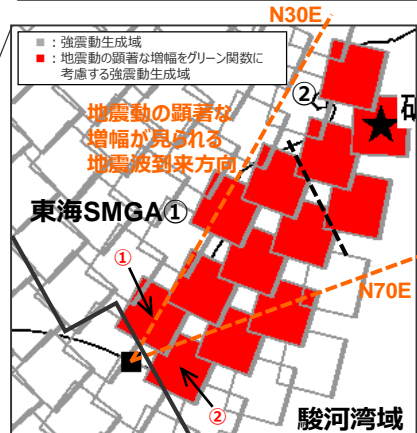 N30E
■：強震動生成域
■：地震動の顕著な増幅をグリーン関数に
考慮する強震動生成域
②
地震動の顕著な
増幅が見られる
地震波到来方向
東海SMGA①
①
N70E
②
駿河湾域